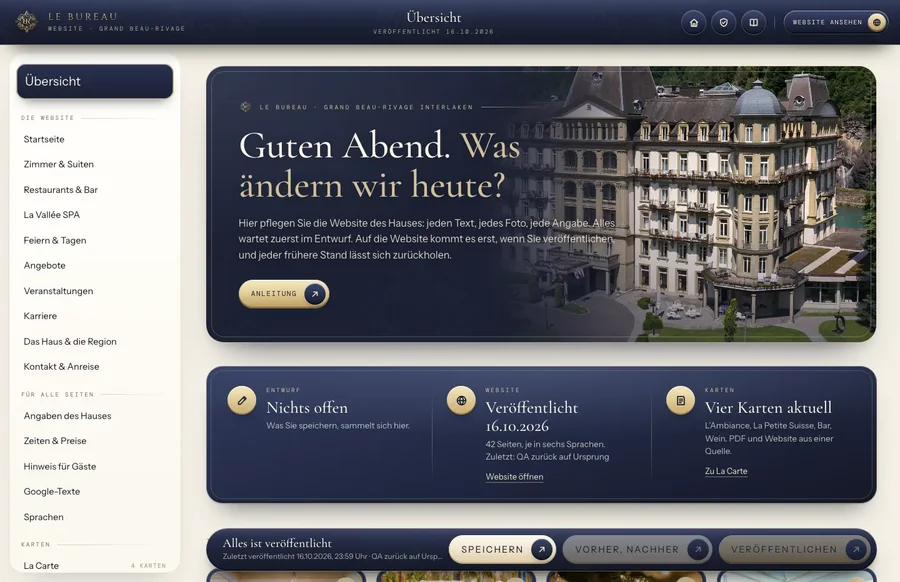 LE BUREAU
WEBSITE · GRAND BEAU-RIVAGE
Übersicht
VERÖFFENTLICHT 16.10.2026
WEBSITE ANSEHEN
Übersicht
DIE WEBSITE
Startseite
Zimmer & Suiten
Restaurants & Bar
La Vallée SPA
Feiern & Tagen
Angebote
Veranstaltungen
Karriere
Das Haus & die Region
Kontakt & Anreise
FÜR ALLE SEITEN
Angaben des Hauses
Zeiten & Preise
Hinweis für Gäste
Google-Texte
Sprachen
KARTEN
La Carte
4 KARTEN
LE BUREAU · GRAND BEAU-RIVAGE INTERLAKEN
Guten Abend. Was
ändern wir heute?
Hier pflegen Sie die Website des Hauses: jeden Text, jedes Foto, jede Angabe. Alles
wartet zuerst im Entwurf. Auf die Website kommt es erst, wenn Sie veröffentlichen,
und jeder frühere Stand lässt sich zurückholen.
ANLEITUNG
ENTWURF
Nichts offen
Was Sie speichern, sammelt sich hier.
WEBSITE
Veröffentlicht
16.10.2026
42 Seiten, je in sechs Sprachen.
Zuletzt: QA zurück auf Ursprung
Website öffnen
KARTEN
Vier Karten aktuell
L'Ambiance, La Petite Suisse, Bar,
Wein. PDF und Website aus einer
Quelle.
Zu La Carte
Alles ist veröffentlicht
Zuletzt veröffentlicht 16.10.2026, 23:59 Uhr · QA zurück auf Ursp…
SPEICHERN
VORHER, NACHHER
VERÖFFENTLICHEN